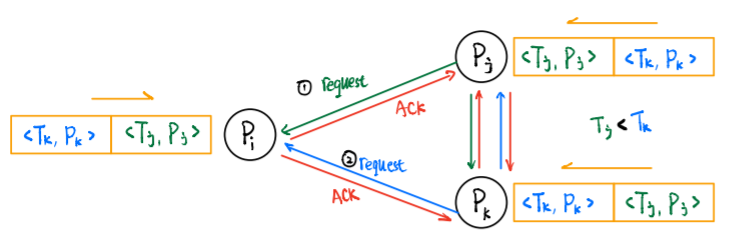 Pj <Tj, Pj> <Tk, Pk>
① request
ACK
<Tk, Pk> <Tj, Pj> Pi
Tj < Tk
② request
ACK
Pk <Tk, Pk> <Tj, Pj>